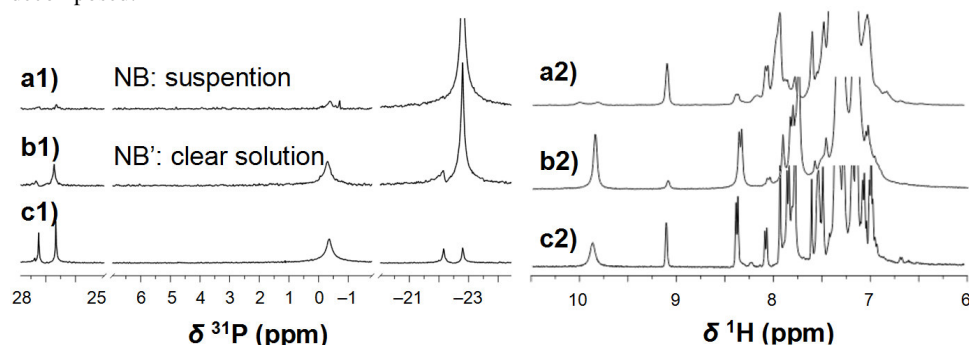 a1) NB: suspention
b1) NB': clear solution
c1)
28 25 NB 6 5 4 3 2 1 0 –1 –21 –23
δ ³¹P (ppm)
a2)
b2)
c2)
10 9 8 7 6
δ ¹H (ppm)